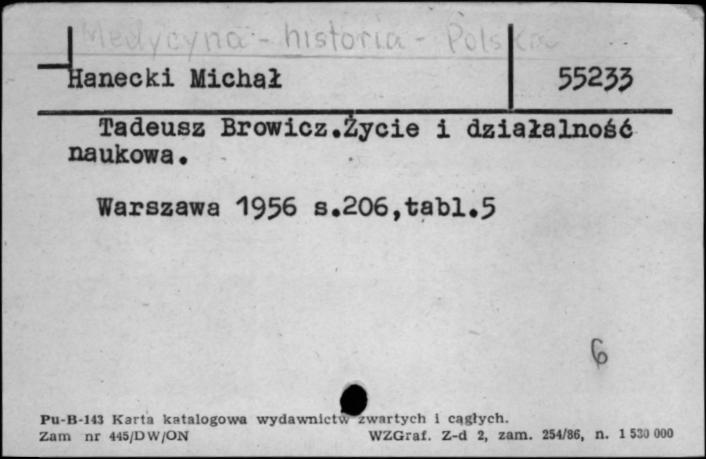 Medycyna - historia - Polska
Hanecki Michał 55233
Tadeusz Browicz.Życie i działalność
naukowa.
Warszawa 1956 s.206,tabl.5
6
Pu-B-143 Karta katalogowa wydawnictw zwartych i cągłych.
Zam nr 445/DW/ON WZGraf. Z-d 2, zam. 254/86, n. 1 530 000